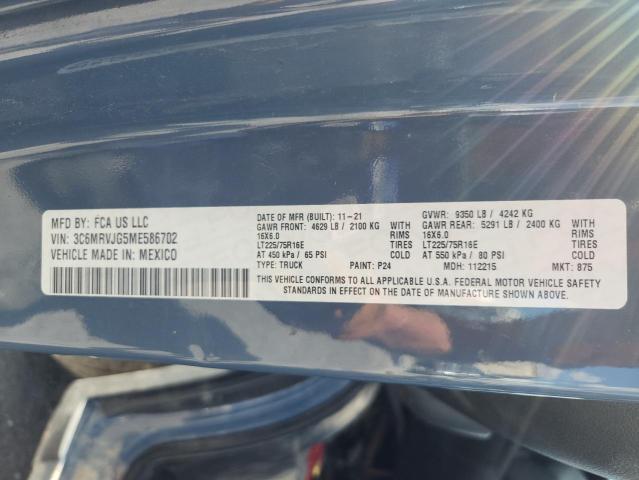 MFD BY: FCA US LLC
VIN: 3C6MRVJG5ME586702
VEHICLE MADE IN: MEXICO
DATE OF MFR (BUILT): 11-21 GVWR: 9350 LB / 4242 KG
GAWR FRONT: 4629 LB / 2100 KG WITH GAWR REAR: 5291 LB / 2400 KG WITH
16X6.0 RIMS 16X6.0 RIMS
LT225/75R16E TIRES LT225/75R16E TIRES
AT 450 kPa / 65 PSI COLD AT 550 kPa / 80 PSI COLD
TYPE: TRUCK PAINT: P24 MDH: 112215 MKT: 875
THIS VEHICLE CONFORMS TO ALL APPLICABLE U.S.A. FEDERAL MOTOR VEHICLE SAFETY
STANDARDS IN EFFECT ON THE DATE OF MANUFACTURE SHOWN ABOVE.